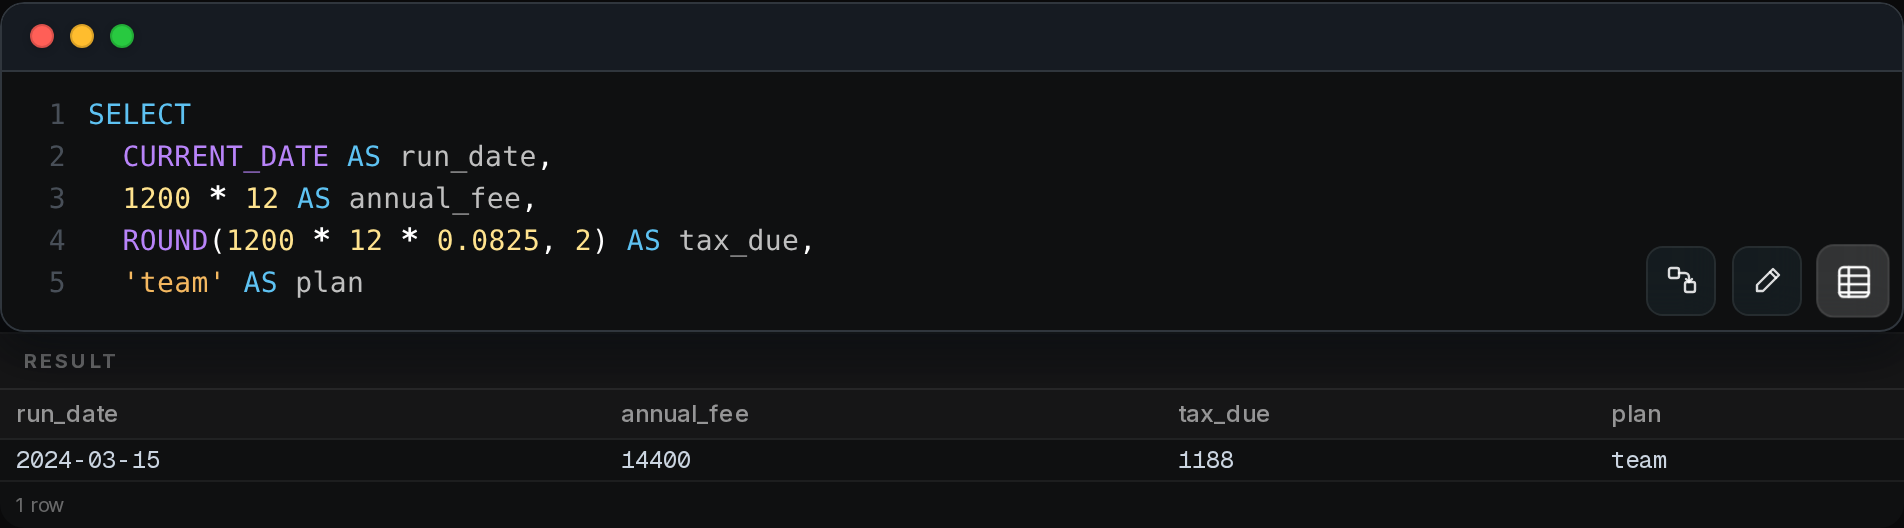 1 SELECT
2   CURRENT_DATE AS run_date,
3   1200 * 12 AS annual_fee,
4   ROUND(1200 * 12 * 0.0825, 2) AS tax_due,
5   'team' AS plan
RESULT
run_date annual_fee tax_due plan
2024-03-15 14400 1188 team
1 row